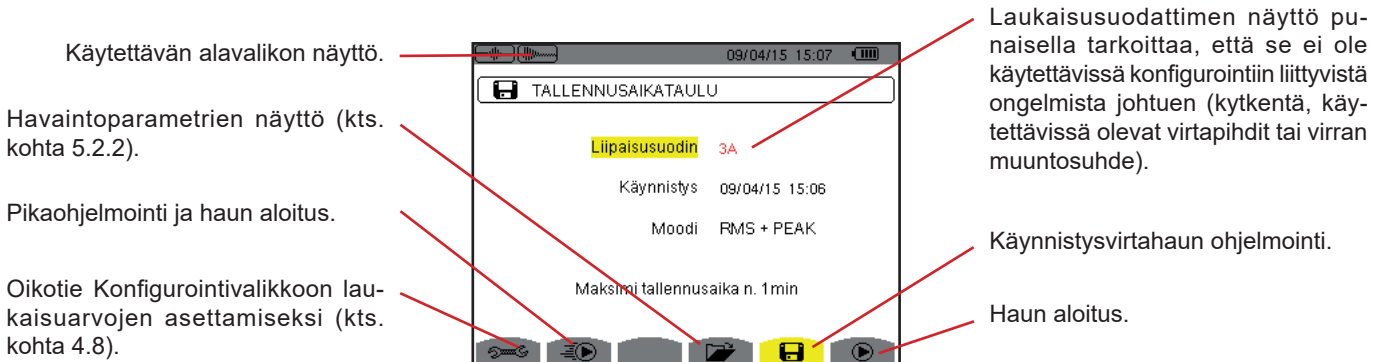 Käytettävän alavalikon näyttö.
Havaintoparametrien näyttö (kts.
kohta 5.2.2).
Pikaohjelmointi ja haun aloitus.
Oikotie Konfigurointivalikkoon lau-
kaisuarvojen asettamiseksi (kts.
kohta 4.8).
09/04/15 15:07
TALLENNUSAIKATAULU
Liipaisusuodin 3A
Käynnistys 09/04/15 15:06
Moodi RMS + PEAK
Maksimi tallennusaika n. 1min
Laukaisusuodattimen näyttö pu-
naisella tarkoittaa, että se ei ole
käytettävissä konfigurointiin liittyvistä
ongelmista johtuen (kytkentä, käy-
tettävissä olevat virtapihdit tai virran
muuntosuhde).
Käynnistysvirtahaun ohjelmointi.
Haun aloitus.